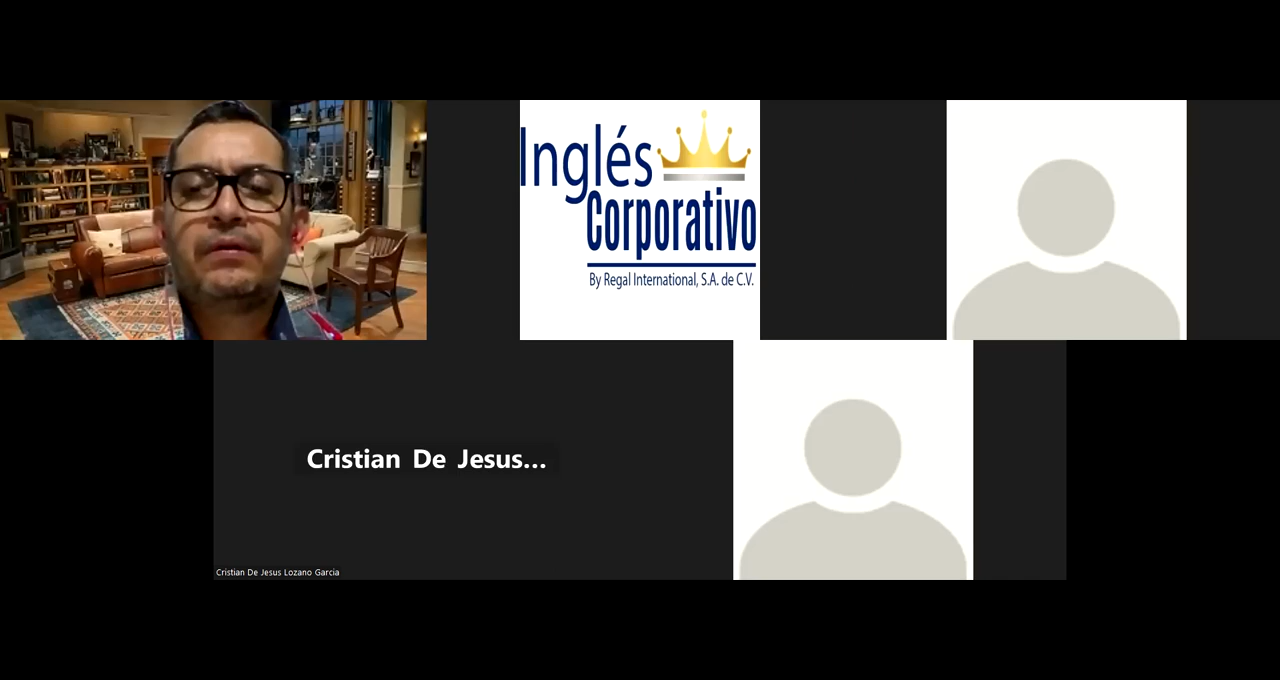 Inglés
Corporativo
By Regal International, S.A. de C.V.
Cristian De Jesus...
Cristian De Jesus Lozano Garcia